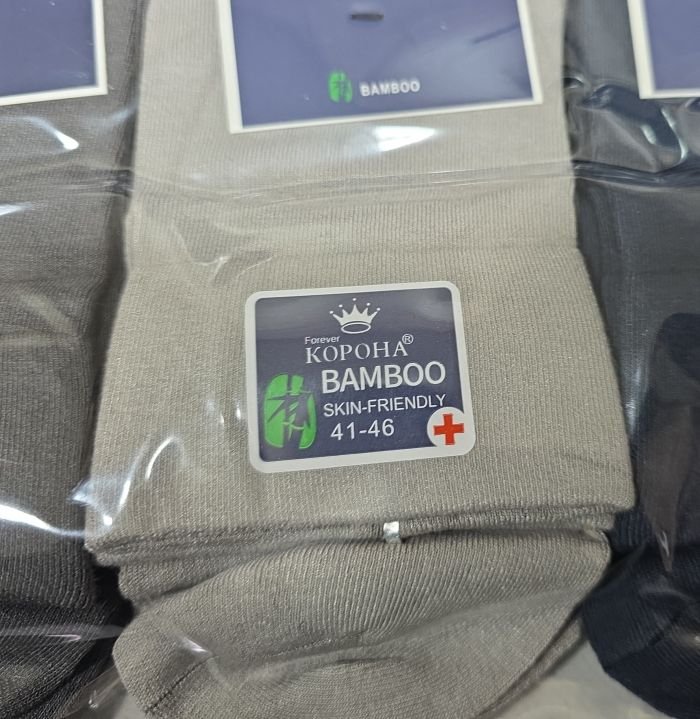 BAMBOO
Forever
КОРОНА®
BAMBOO
SKIN-FRIENDLY
41-46